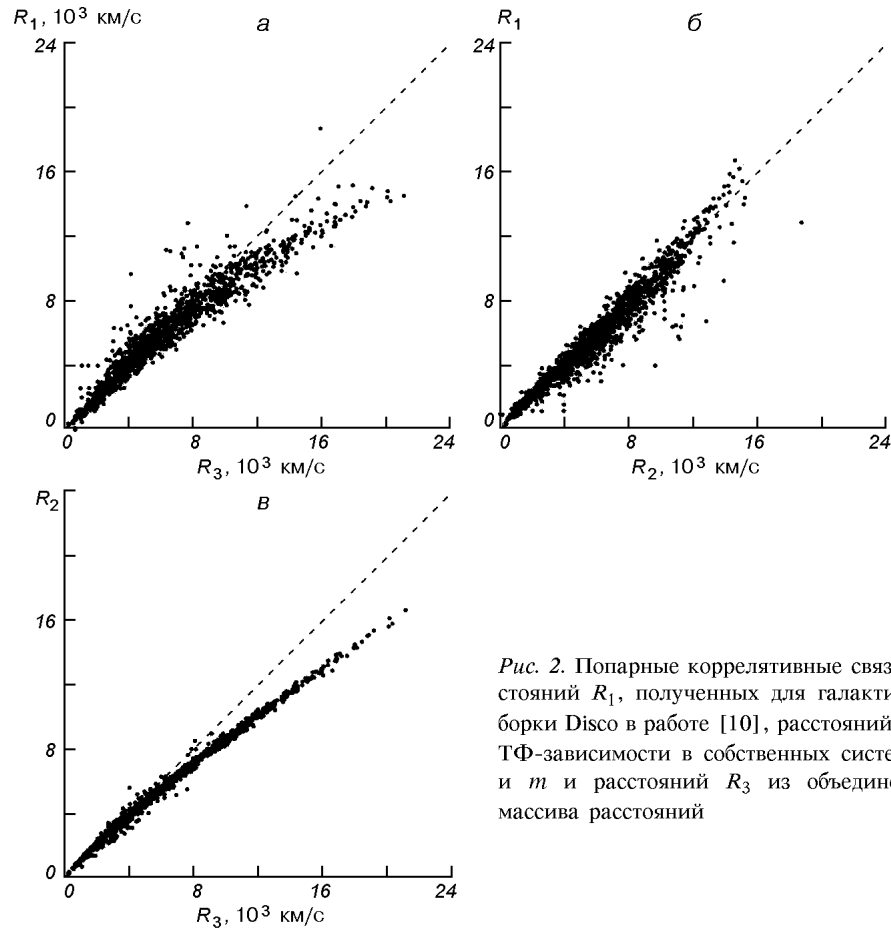 R₁, 10³ км/с
а
24
16
8
0
0 8 16 24
R₃, 10³ км/с
R₁
б
24
16
8
0
0 8 16 24
R₂, 10³ км/с
R₂
в
16
8
0
0 8 16 24
R₃, 10³ км/с
Рис. 2. Попарные коррелятивные связ
стояний R₁, полученных для галакти
борки Disco в работе [10], расстояний
ТФ-зависимости в собственных систе
и m и расстояний R₃ из объедин
массива расстояний